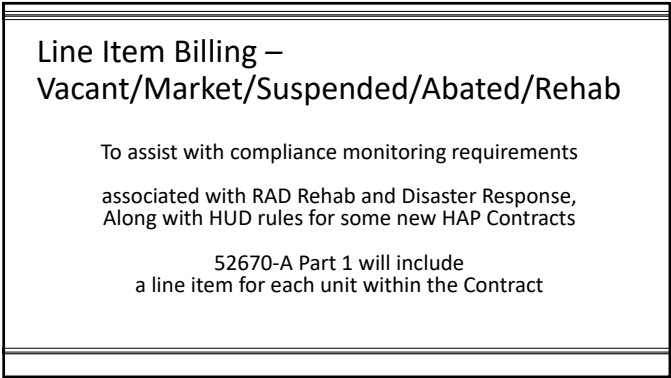 Line Item Billing –
Vacant/Market/Suspended/Abated/Rehab
To assist with compliance monitoring requirements
associated with RAD Rehab and Disaster Response,
Along with HUD rules for some new HAP Contracts
52670-A Part 1 will include
a line item for each unit within the Contract